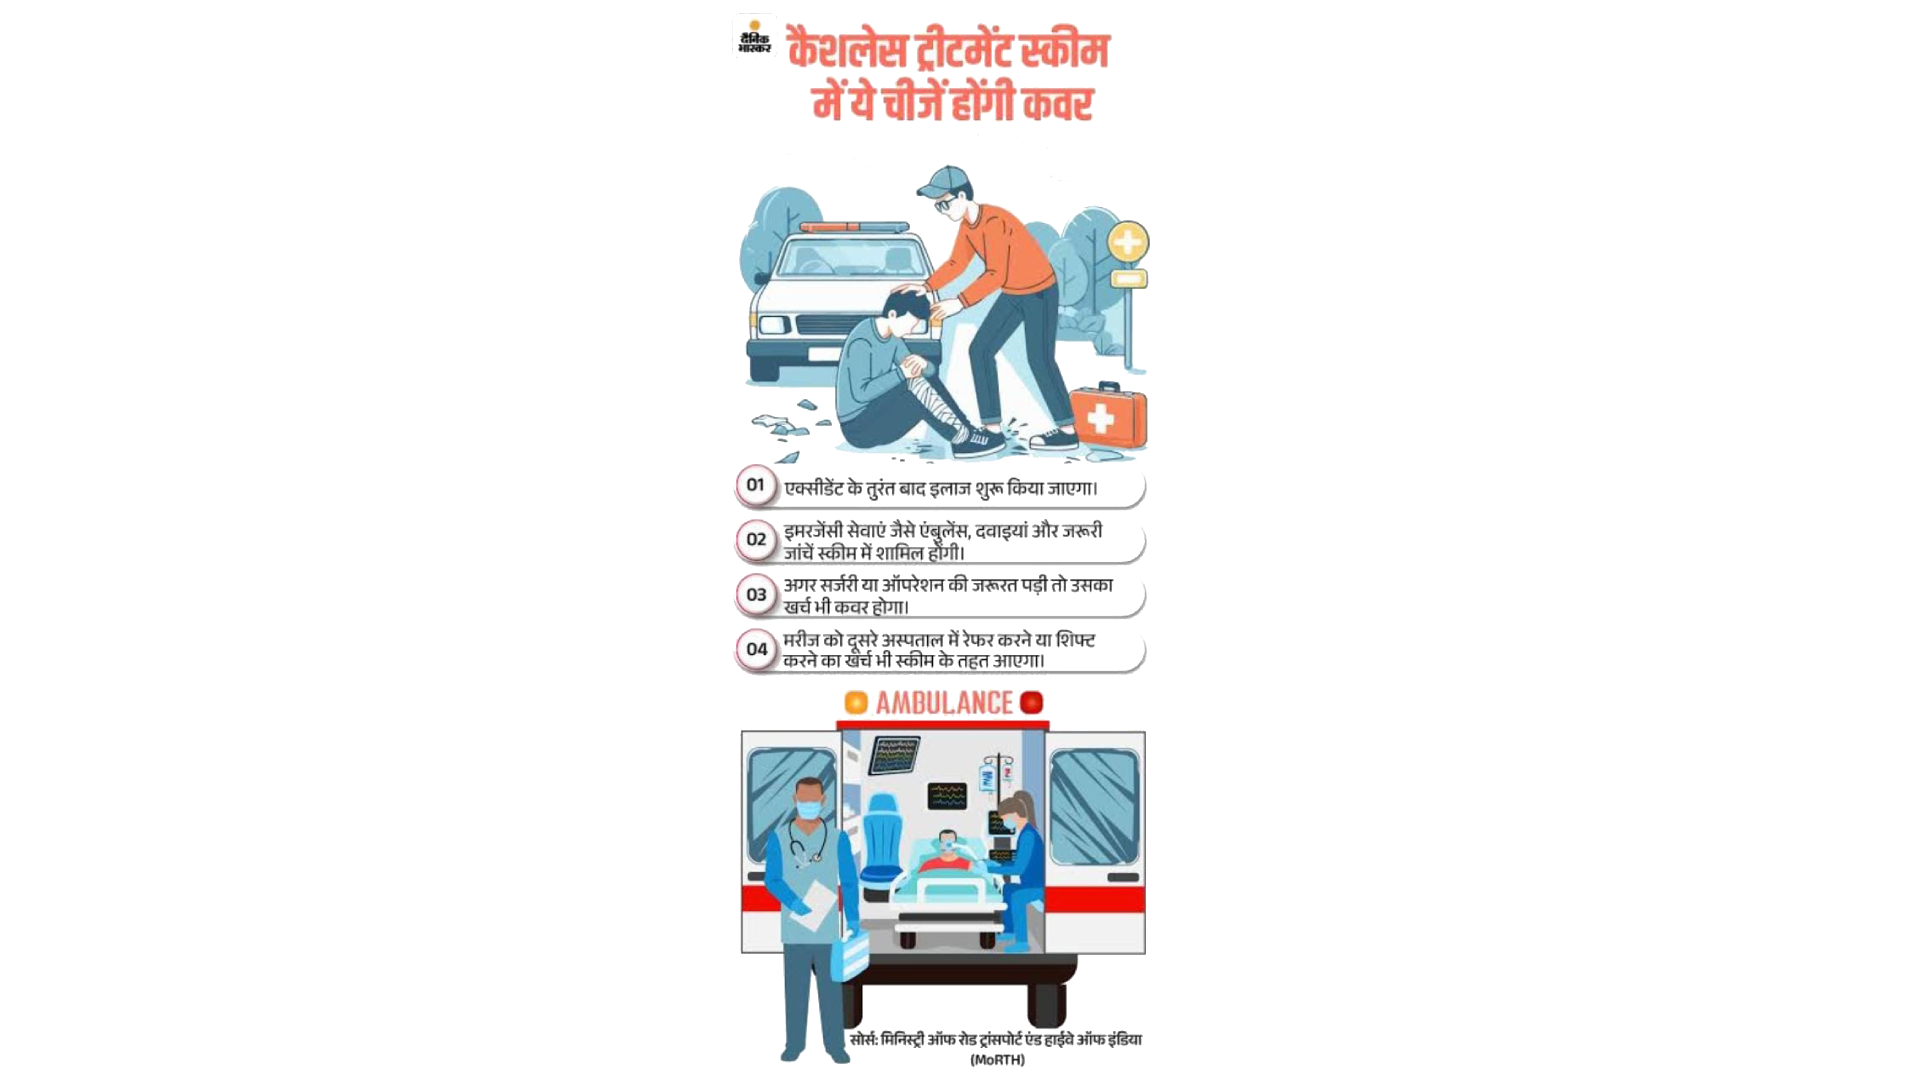 दैनिक
भास्कर
कैशलेस ट्रीटमेंट स्कीम
में ये चीजें होंगी कवर
01 एक्सीडेंट के तुरंत बाद इलाज शुरू किया जाएगा।
02 इमरजेंसी सेवाएं जैसे एंबुलेंस, दवाइयां और जरूरी
जांचें स्कीम में शामिल होंगी।
03 अगर सर्जरी या ऑपरेशन की जरूरत पड़ी तो उसका
खर्च भी कवर होगा।
04 मरीज को दूसरे अस्पताल में रेफर करने या शिफ्ट
करने का खर्च भी स्कीम के तहत आएगा।
AMBULANCE
सोर्स: मिनिस्ट्री ऑफ रोड ट्रांसपोर्ट एंड हाईवे ऑफ इंडिया
(MoRTH)